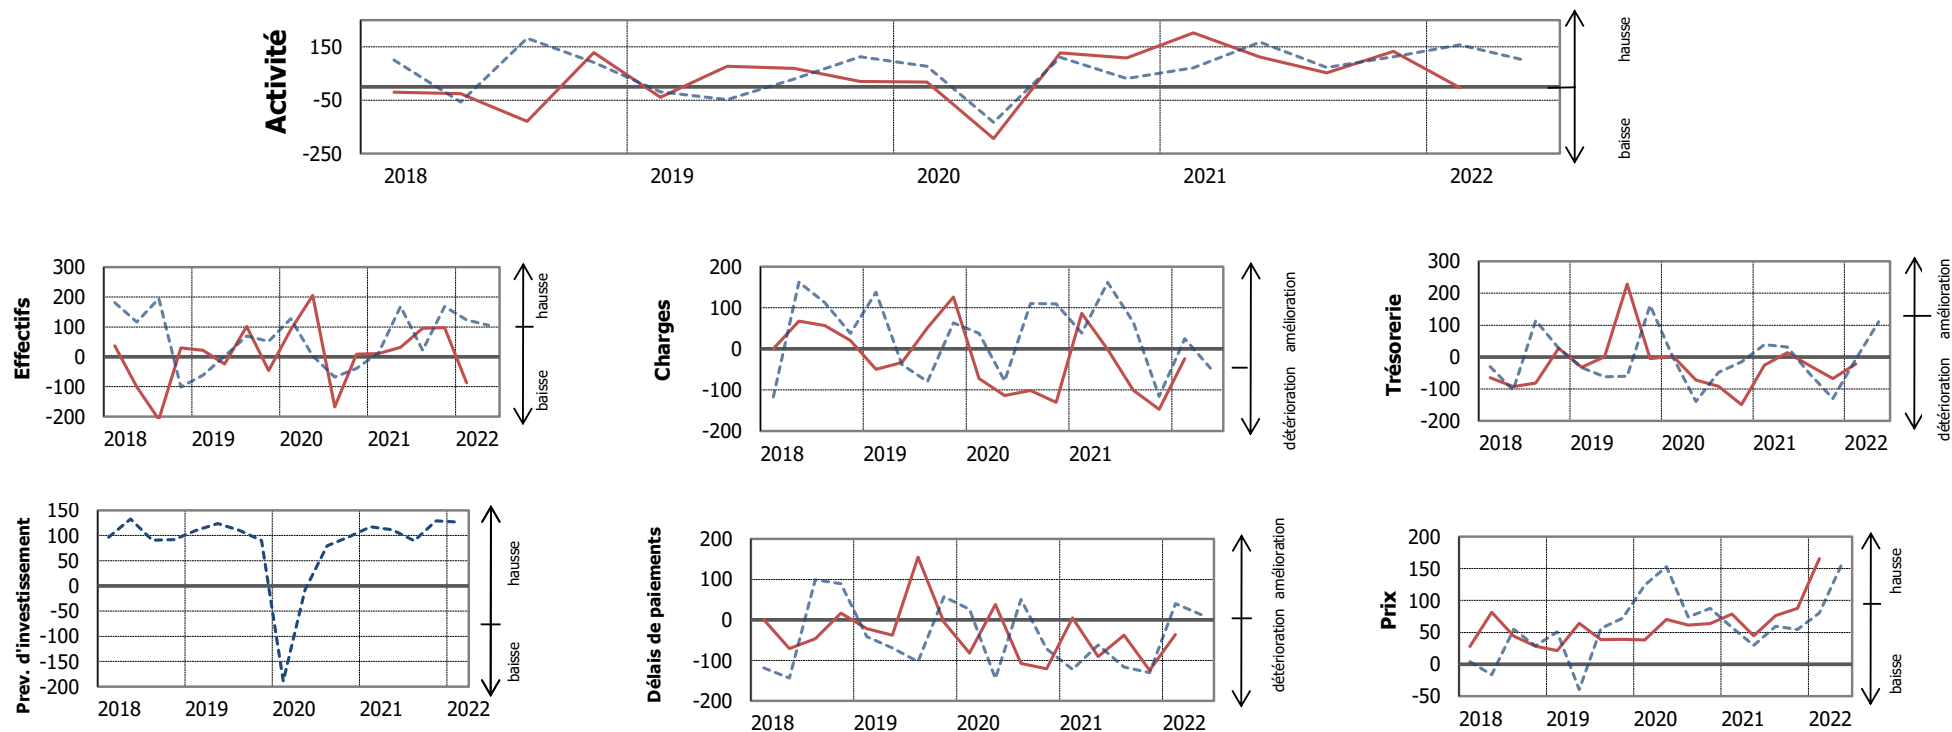 Activité
150
-50
-250
2018 2019 2020 2021 2022
hausse
baisse
Effectifs
300
200
100
0
-100
-200
2018 2019 2020 2021 2022
hausse
baisse
Charges
200
100
0
-100
-200
2018 2019 2020 2021
amélioration
détérioration
Trésorerie
300
200
100
0
-100
-200
2018 2019 2020 2021 2022
amélioration
détérioration
Prev. d'investissement
150
100
50
0
-50
-100
-150
-200
2018 2019 2020 2021 2022
hausse
baisse
Délais de paiements
200
100
0
-100
-200
2018 2019 2020 2021 2022
amélioration
détérioration
Prix
200
150
100
50
0
-50
2018 2019 2020 2021 2022
hausse
baisse